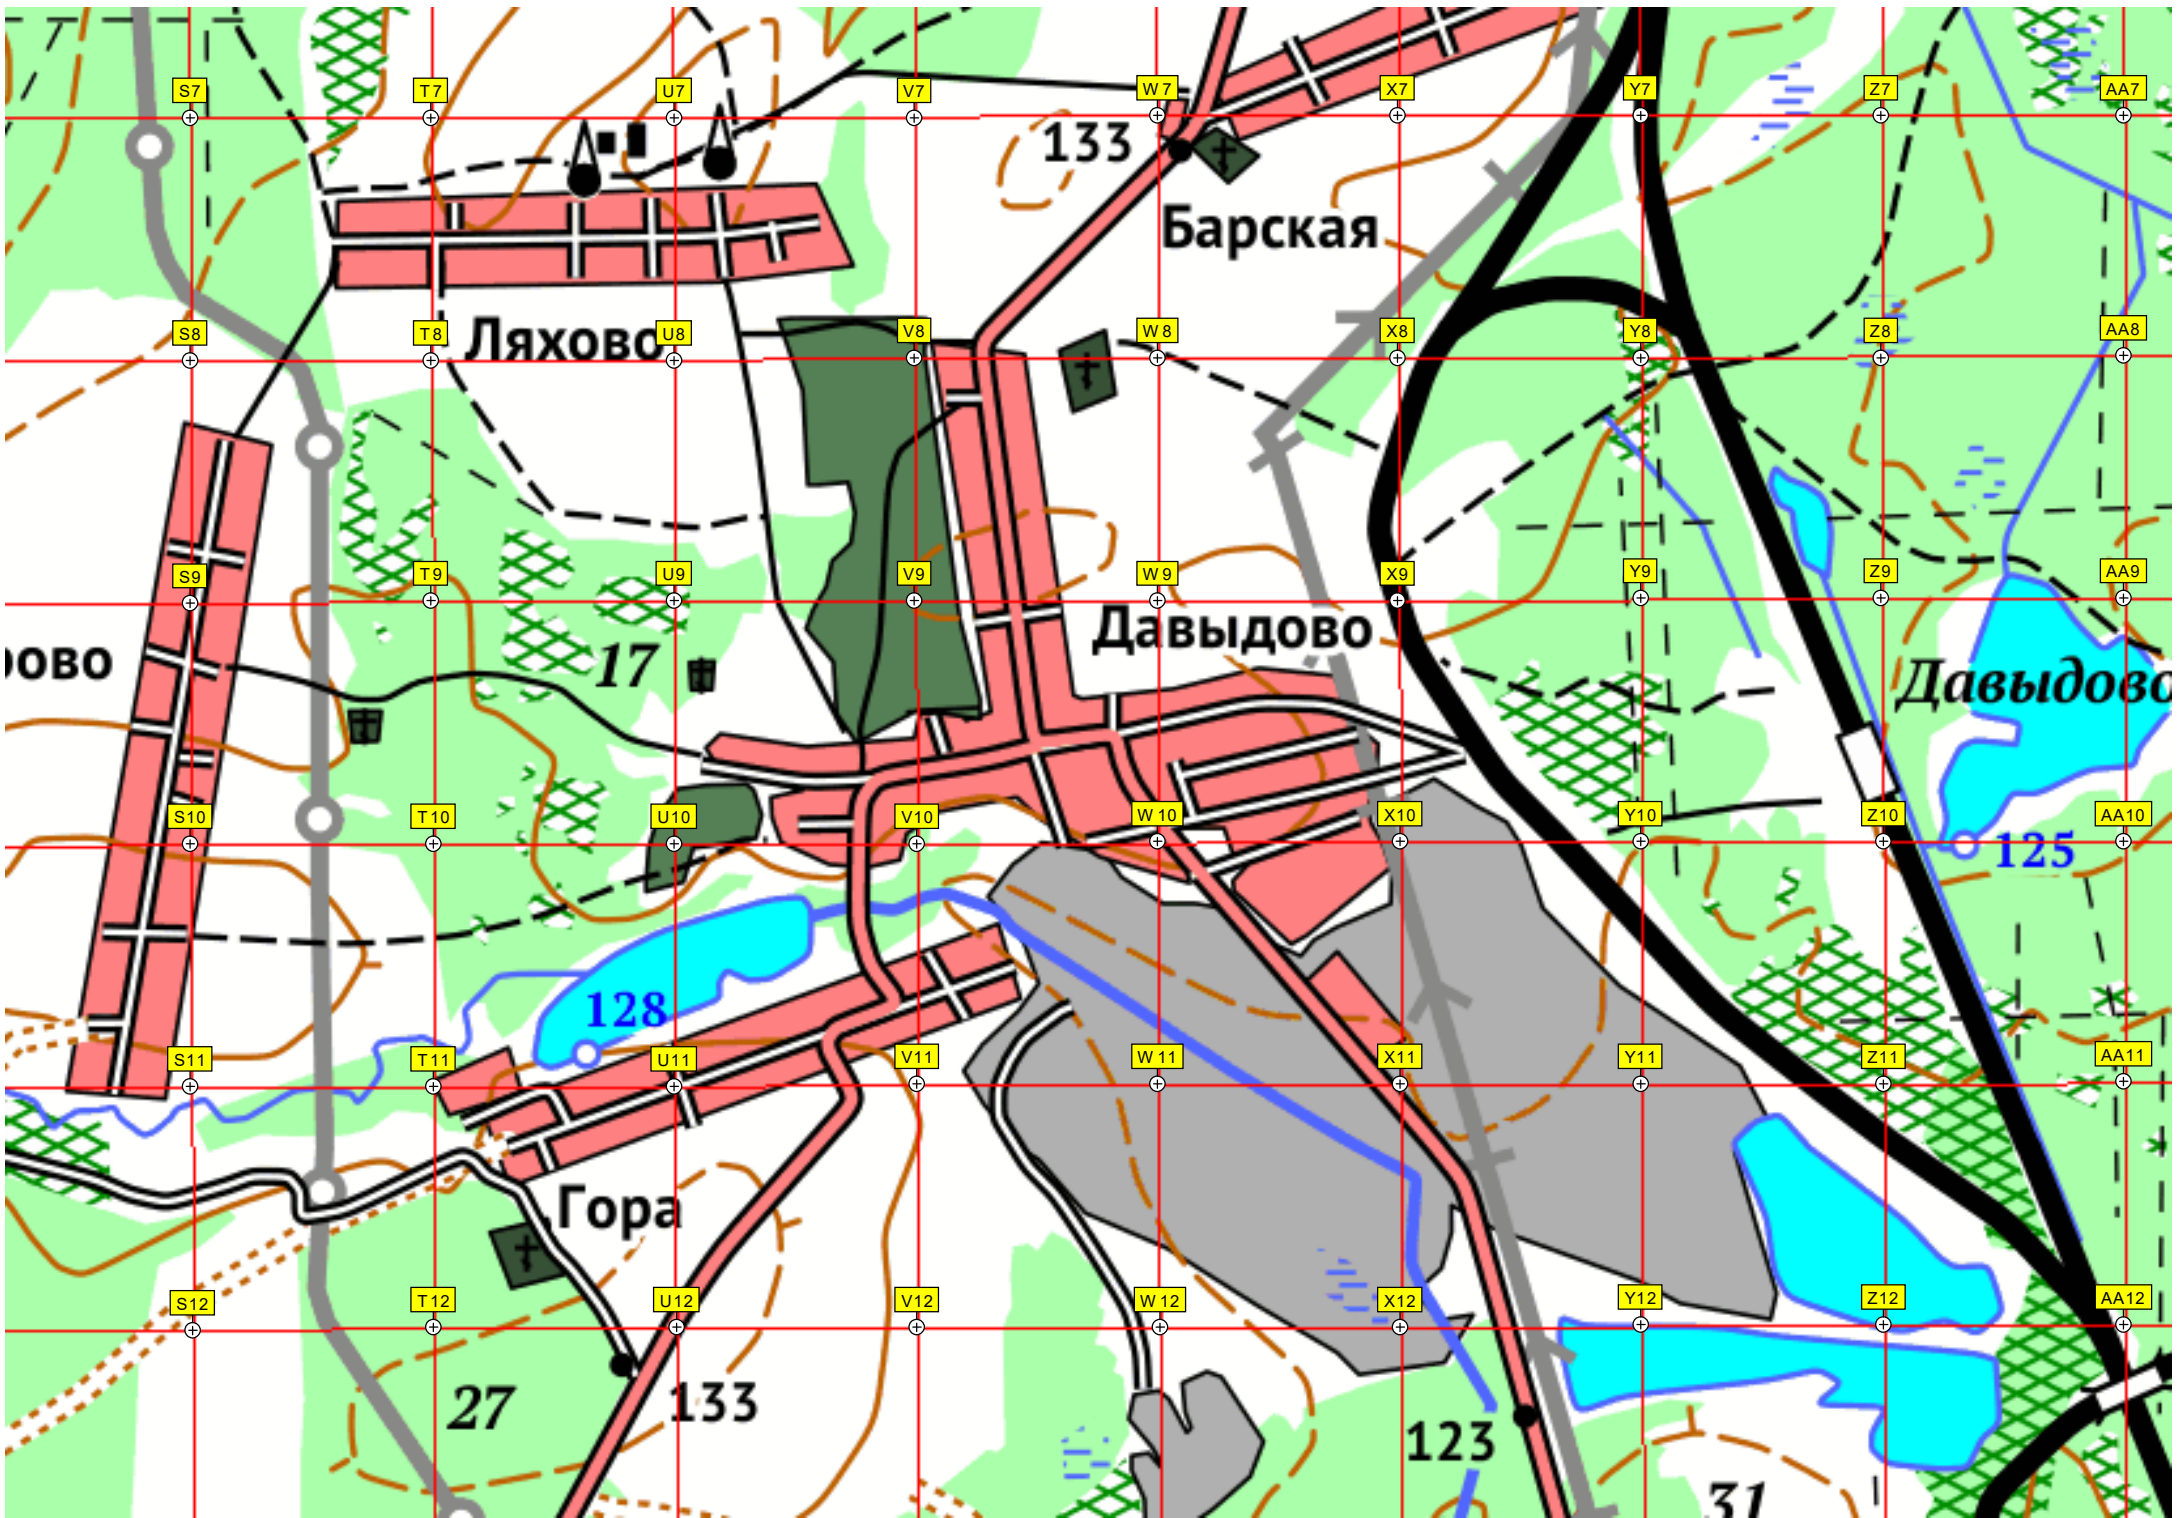 S7 T7 U7 V7 W7 X7 Y7 Z7 AA7
133
Барская
S8 T8 U8 V8 W8 X8 Y8 Z8 AA8
Ляхово
S9 T9 U9 V9 W9 X9 Y9 Z9 AA9
Давыдово
рово
17
Давыдово
S10 T10 U10 V10 W10 X10 Y10 Z10 AA10
125
128
S11 T11 U11 V11 W11 X11 Y11 Z11 AA11
Гора
S12 T12 U12 V12 W12 X12 Y12 Z12 AA12
27
133
123
31